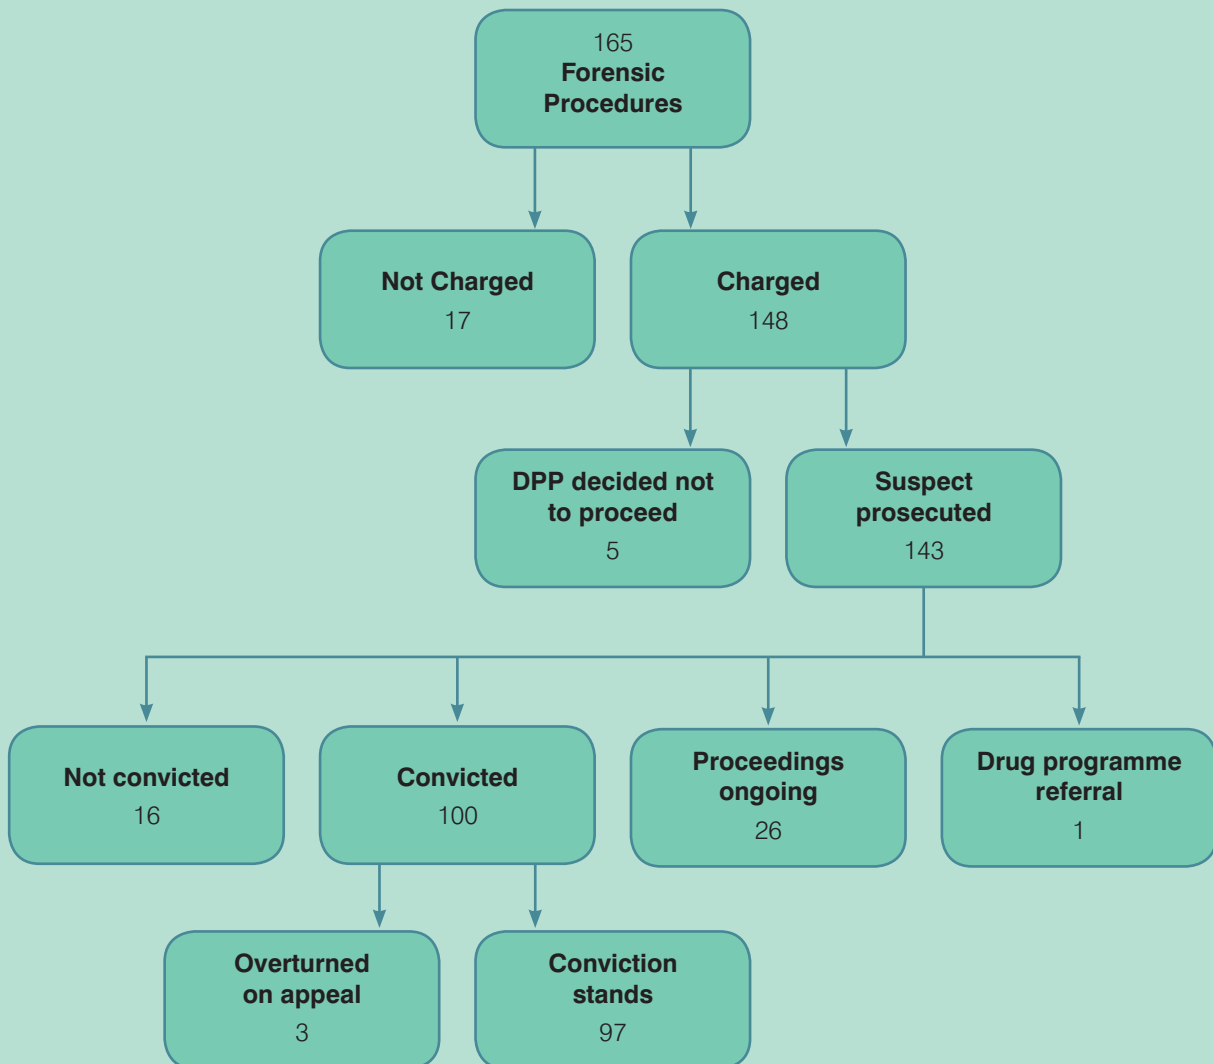 165
Forensic
Procedures
Not Charged
17
Charged
148
DPP decided not
to proceed
5
Suspect
prosecuted
143
Not convicted
16
Convicted
100
Proceedings
ongoing
26
Drug programme
referral
1
Overturned
on appeal
3
Conviction
stands
97